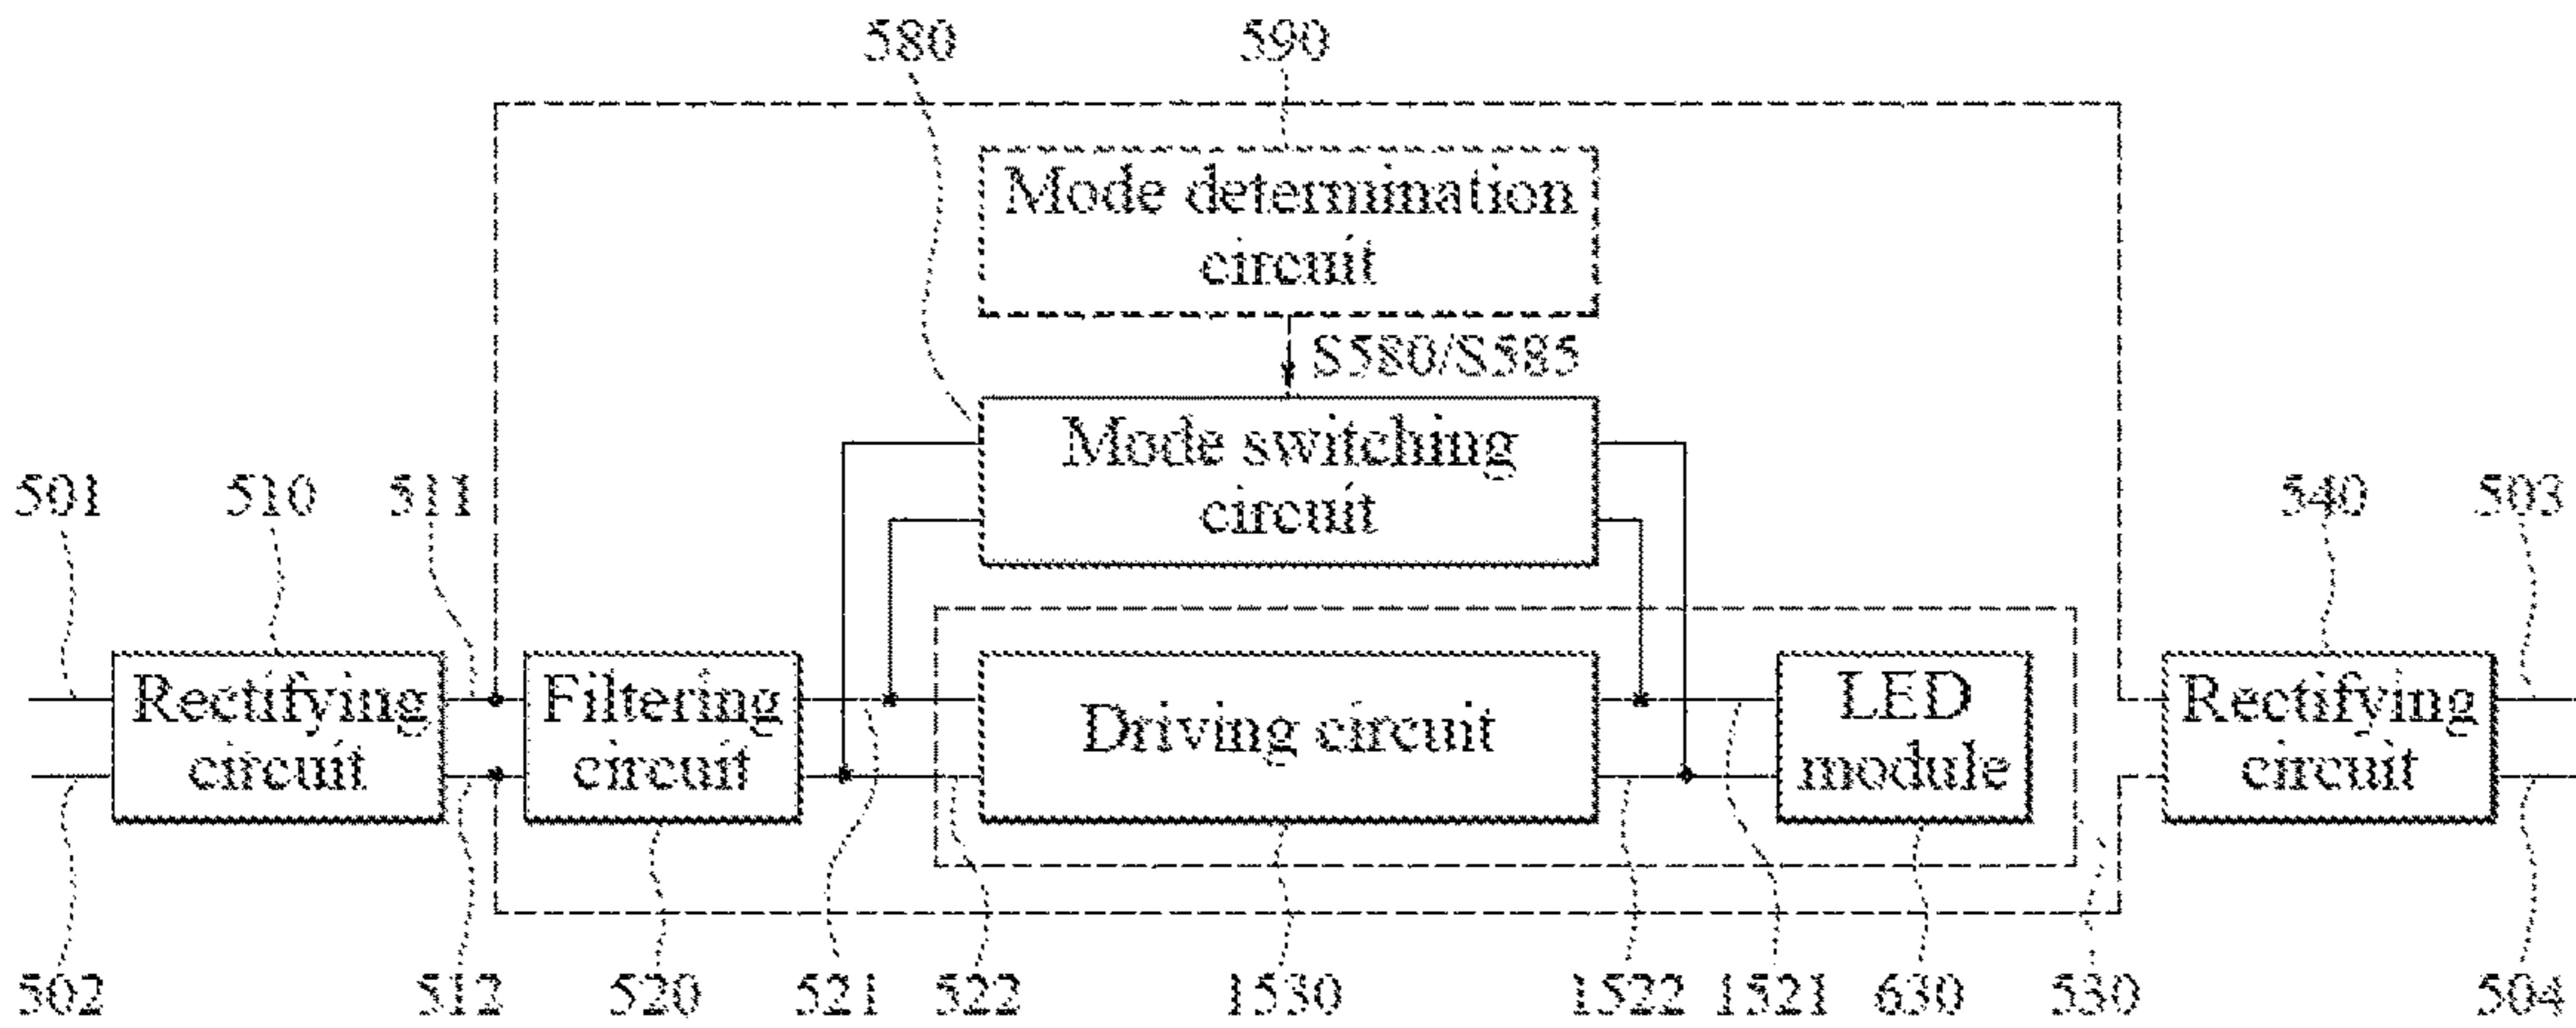 580 590
Mode determination
circuit
S580/S585
Mode switching
circuit
501 510 511 540 503
Rectifying
circuit
Filtering
circuit
Driving circuit
LED
module
Rectifying
circuit
502 512 520 521 522 1530 1522 1521 630 530 504